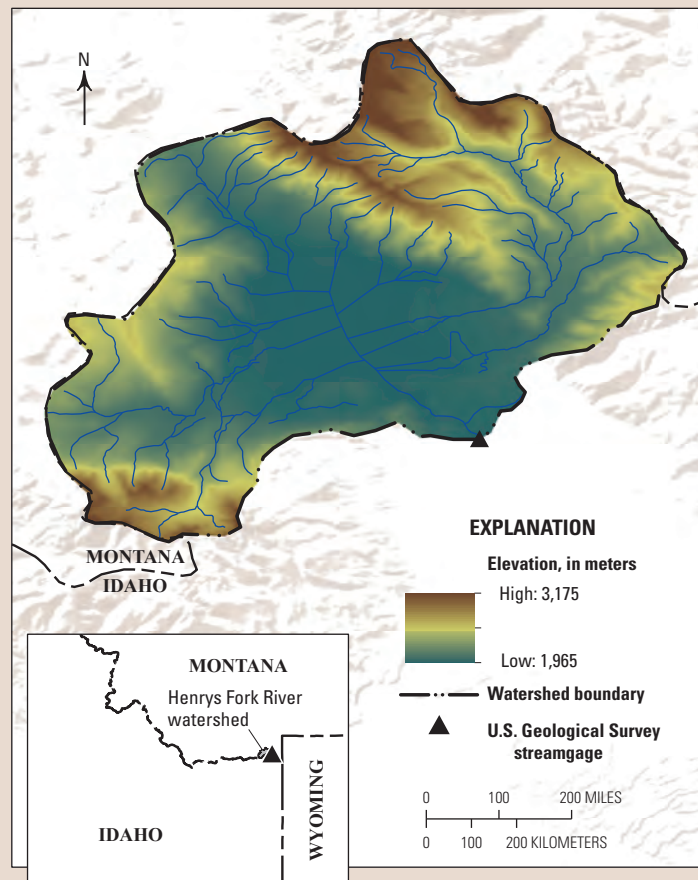 N
MONTANA
IDAHO
EXPLANATION
Elevation, in meters
High: 3,175
Low: 1,965
Watershed boundary
U.S. Geological Survey
streamgage
0 100 200 MILES
0 100 200 KILOMETERS
MONTANA
Henrys Fork River
watershed
IDAHO
WYOMING